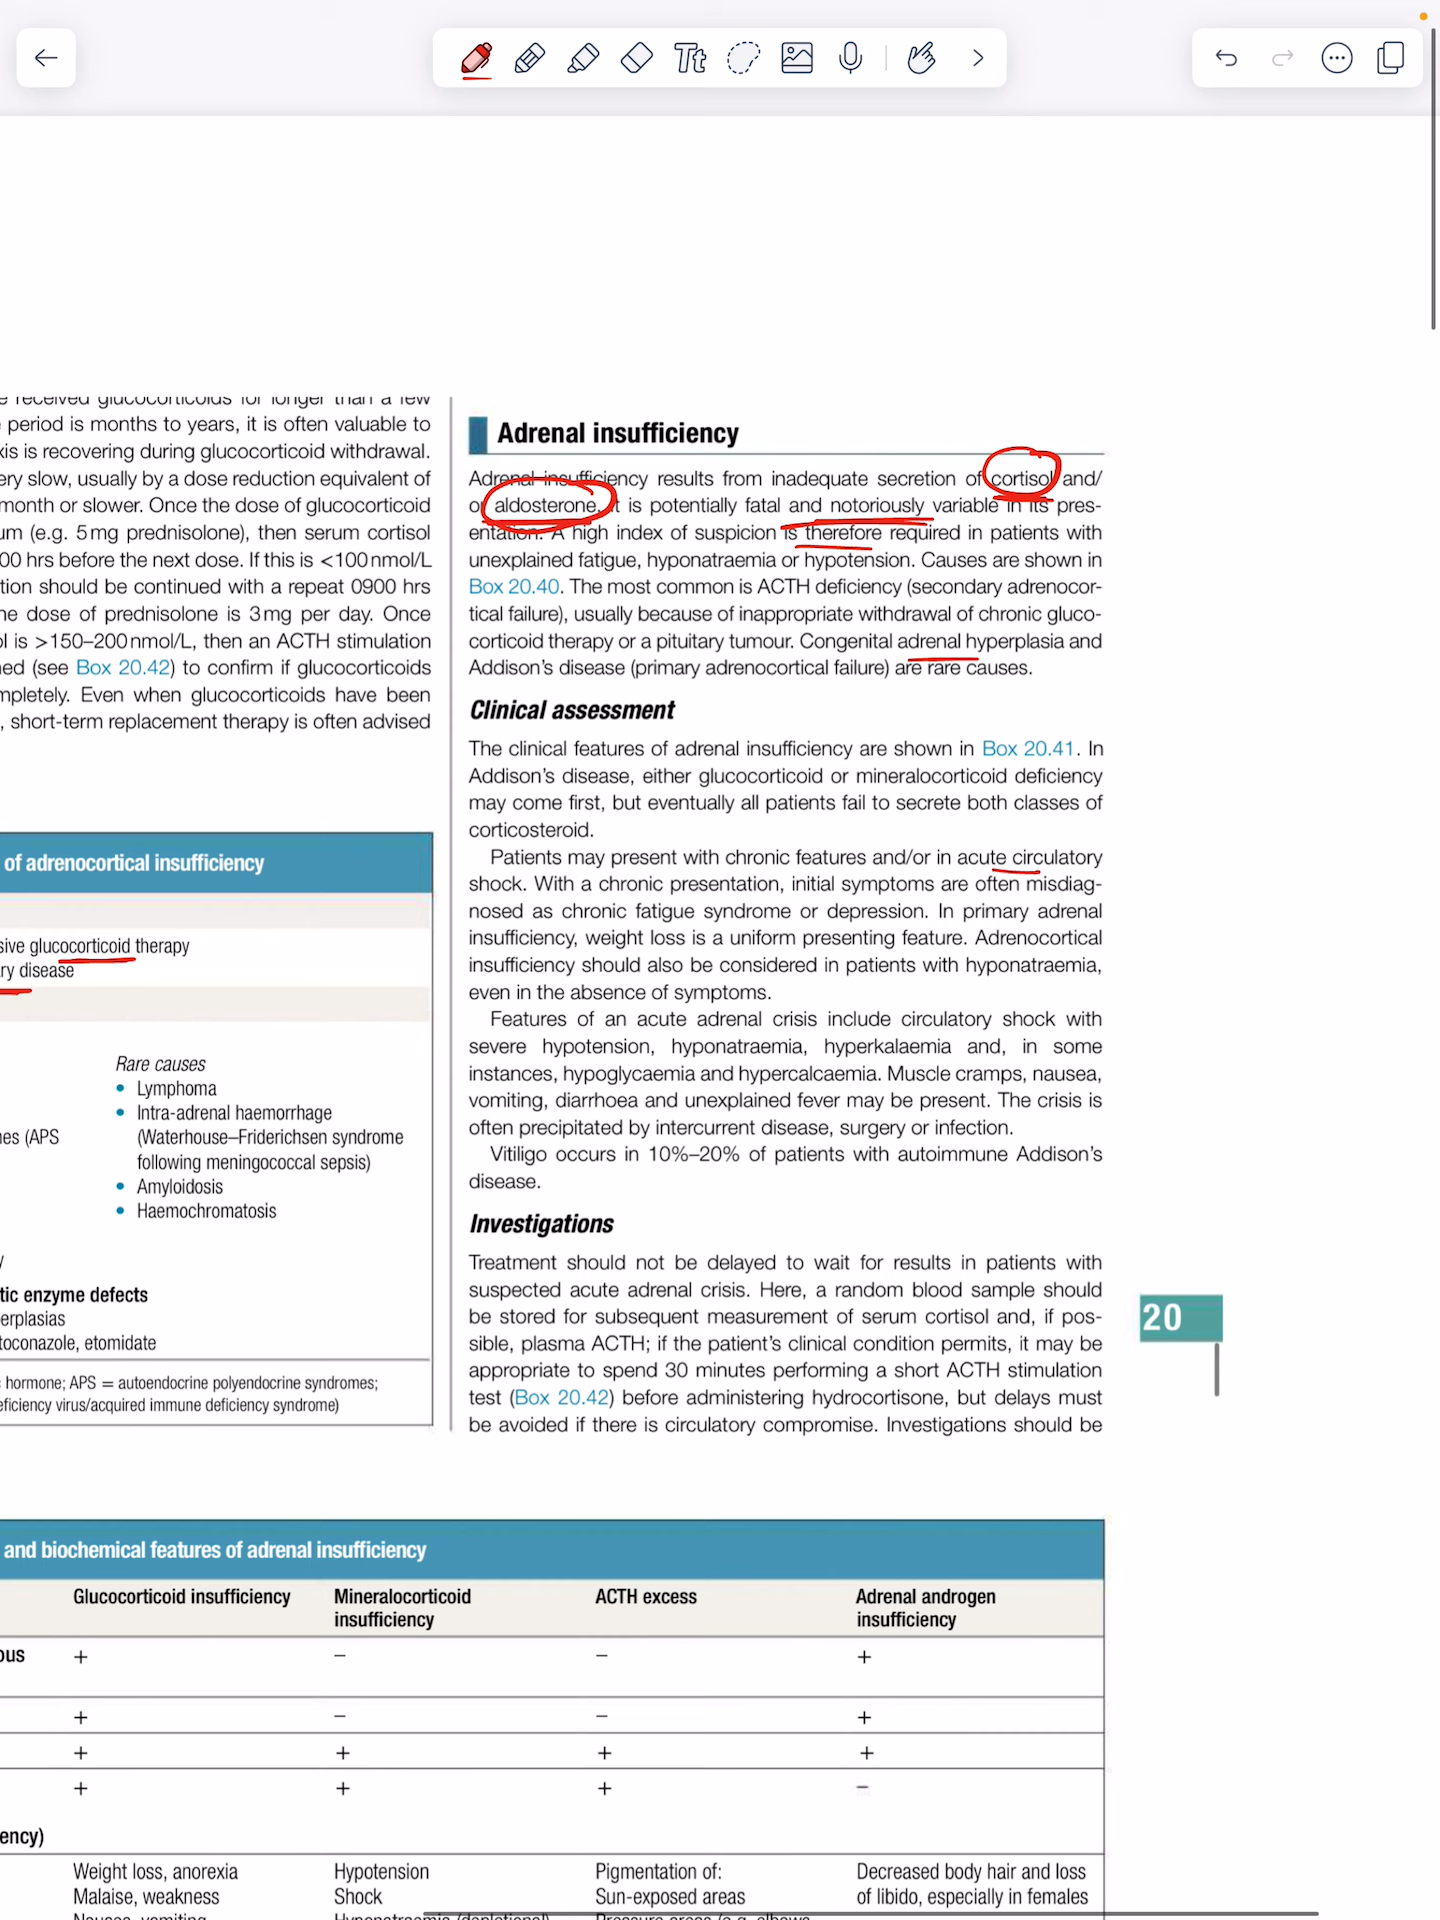 Tt
e received glucocorticoids for longer than a few
period is months to years, it is often valuable to
xis is recovering during glucocorticoid withdrawal.
ery slow, usually by a dose reduction equivalent of
month or slower. Once the dose of glucocorticoid
um (e.g. 5 mg prednisolone), then serum cortisol
00 hrs before the next dose. If this is <100 nmol/L
tion should be continued with a repeat 0900 hrs
ne dose of prednisolone is 3 mg per day. Once
ol is >150–200 nmol/L, then an ACTH stimulation
ned (see Box 20.42) to confirm if glucocorticoids
mpletely. Even when glucocorticoids have been
, short-term replacement therapy is often advised
of adrenocortical insufficiency
sive glucocorticoid therapy
ry disease
nes (APS
tic enzyme defects
erplasias
toconazole, etomidate
Rare causes
• Lymphoma
• Intra-adrenal haemorrhage
(Waterhouse–Friderichsen syndrome
following meningococcal sepsis)
• Amyloidosis
• Haemochromatosis
hormone; APS = autoendocrine polyendocrine syndromes;
eficiency virus/acquired immune deficiency syndrome)
Adrenal insufficiency
Adrenal insufficiency results from inadequate secretion of cortisol and/
or aldosterone. It is potentially fatal and notoriously variable in its pres-
entation. A high index of suspicion is therefore required in patients with
unexplained fatigue, hyponatraemia or hypotension. Causes are shown in
Box 20.40. The most common is ACTH deficiency (secondary adrenocor-
tical failure), usually because of inappropriate withdrawal of chronic gluco-
corticoid therapy or a pituitary tumour. Congenital adrenal hyperplasia and
Addison's disease (primary adrenocortical failure) are rare causes.
Clinical assessment
The clinical features of adrenal insufficiency are shown in Box 20.41. In
Addison's disease, either glucocorticoid or mineralocorticoid deficiency
may come first, but eventually all patients fail to secrete both classes of
corticosteroid.
Patients may present with chronic features and/or in acute circulatory
shock. With a chronic presentation, initial symptoms are often misdiag-
nosed as chronic fatigue syndrome or depression. In primary adrenal
insufficiency, weight loss is a uniform presenting feature. Adrenocortical
insufficiency should also be considered in patients with hyponatraemia,
even in the absence of symptoms.
Features of an acute adrenal crisis include circulatory shock with
severe hypotension, hyponatraemia, hyperkalaemia and, in some
instances, hypoglycaemia and hypercalcaemia. Muscle cramps, nausea,
vomiting, diarrhoea and unexplained fever may be present. The crisis is
often precipitated by intercurrent disease, surgery or infection.
Vitiligo occurs in 10%–20% of patients with autoimmune Addison's
disease.
Investigations
Treatment should not be delayed to wait for results in patients with
suspected acute adrenal crisis. Here, a random blood sample should
be stored for subsequent measurement of serum cortisol and, if pos-
sible, plasma ACTH; if the patient's clinical condition permits, it may be
appropriate to spend 30 minutes performing a short ACTH stimulation
test (Box 20.42) before administering hydrocortisone, but delays must
be avoided if there is circulatory compromise. Investigations should be
20
and biochemical features of adrenal insufficiency
Glucocorticoid insufficiency Mineralocorticoid insufficiency ACTH excess Adrenal androgen insufficiency
ous + – – +
+ – – +
+ + + +
+ + + –
ency)
Weight loss, anorexia Hypotension Pigmentation of: Decreased body hair and loss
Malaise, weakness Shock Sun-exposed areas of libido, especially in females
Nausea, vomiting Hyponatraemia (depletional) Pressure areas (e.g. elbows,